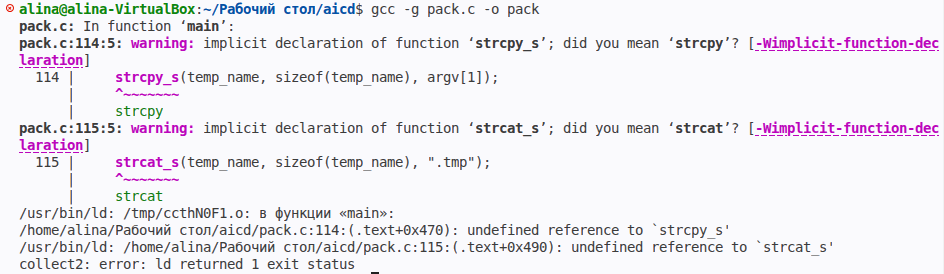 alina@alina-VirtualBox:~/Рабочий стол/aicd$ gcc -g pack.c -o pack
pack.c: In function ‘main’:
pack.c:114:5: warning: implicit declaration of function ‘strcpy_s’; did you mean ‘strcpy’? [-Wimplicit-function-dec
laration]
  114 |     strcpy_s(temp_name, sizeof(temp_name), argv[1]);
      |     ^~~~~~~~
      |     strcpy
pack.c:115:5: warning: implicit declaration of function ‘strcat_s’; did you mean ‘strcat’? [-Wimplicit-function-dec
laration]
  115 |     strcat_s(temp_name, sizeof(temp_name), ".tmp");
      |     ^~~~~~~~
      |     strcat
/usr/bin/ld: /tmp/ccthN0F1.o: в функции «main»:
/home/alina/Рабочий стол/aicd/pack.c:114:(.text+0x470): undefined reference to `strcpy_s'
/usr/bin/ld: /home/alina/Рабочий стол/aicd/pack.c:115:(.text+0x490): undefined reference to `strcat_s'
collect2: error: ld returned 1 exit status